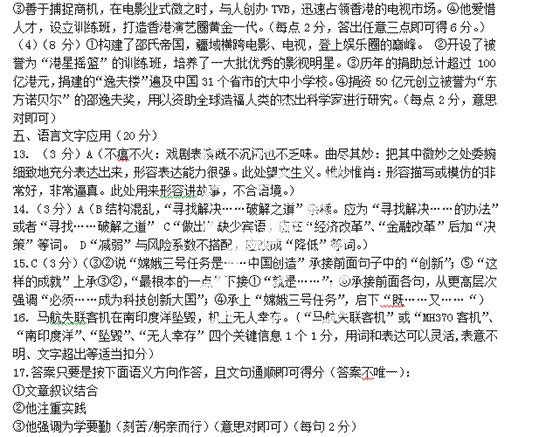 ③善于捕捉商机，在电影业式微之时，与人创办 TVB，迅速占领香港的电视市场。④他爱惜
人才，设立训练班，打造香港演艺圈黄金一代。（每点 2 分，答出任意三点即可得 6 分。）
（4）（8 分）①构建了邵氏帝国，疆域横跨电影、电视，登上娱乐圈的巅峰。 ②开设了被
誉为“港星摇篮”的训练班，培养了一大批优秀的影视明星。③历年的捐助总计超过 100
亿港元，捐建的“逸夫楼”遍及中国 31 个省市的大中小学校。④捐资 50 亿元创立被誉为“东
方诺贝尔”的邵逸夫奖，用以资助全球造福人类的杰出科学家进行研究。（每点 2 分，意思
对即可）
五、语言文字应用（20 分）
13. （3 分）A（不瘟不火：戏剧表演既不沉闷也不乏味。曲尽其妙：把其中微妙之处委婉
细致地充分表达出来，形容表达能力很强。此处望文生义。惟妙惟肖：形容描写或模仿的非
常好，非常逼真。此处用来形容讲故事，不合语境。）
14.（3 分）A（B 结构混乱，“寻找解决……破解之道”杂糅。应为“寻找解决……的办法”
或者“寻找……破解之道” C“做出”缺少宾语，应在“经济改革”、“金融改革”后加“决
策”等词。 D“减弱”与风险系数不搭配，应改成“降低”等词。）
15.C（3 分）（③②说“嫦娥三号任务是……中国创造”承接前面句子中的“创新”；⑤“这
样的成就”上承③②，“最根本的一点”下接①“就是……”；⑥承接前面各句，从更高层次
强调“必须……成为科技创新大国”；④承上“嫦娥三号任务”，启下“既……又……“）
16. 马航失联客机在南印度洋坠毁，机上无人幸存。（“马航失联客机”或“MH370 客机”、
“南印度洋”、“坠毁”、“无人幸存”四个关键信息 1 个 1 分，用词和表达可以灵活,表意不
明、文字超出等适当扣分）
17.答案只要是按下面语义方向作答，且文句通顺即可得分（答案不唯一）：
①文章叙议结合
②他注重实践
③他强调为学要勤（刻苦/躬亲而行）（意思对即可）（每句 2 分）